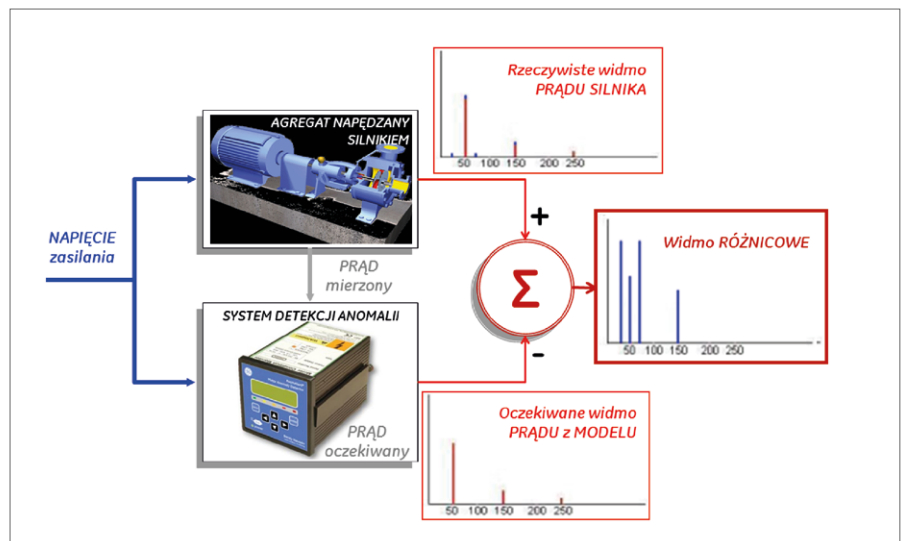 Rzeczywiste widmo
PRĄDU SILNIKA
50 100 150 200 250
AGREGAT NAPĘDZANY
SILNIKIEM
NAPIĘCIE
zasilania
PRĄD
mierzony
+
Σ
-
Widmo RÓŻNICOWE
50 100 150 200 250
SYSTEM DETEKCJI ANOMALII
PRĄD
oczekiwany
Oczekiwane widmo
PRĄDU z MODELU
50 100 150 200 250